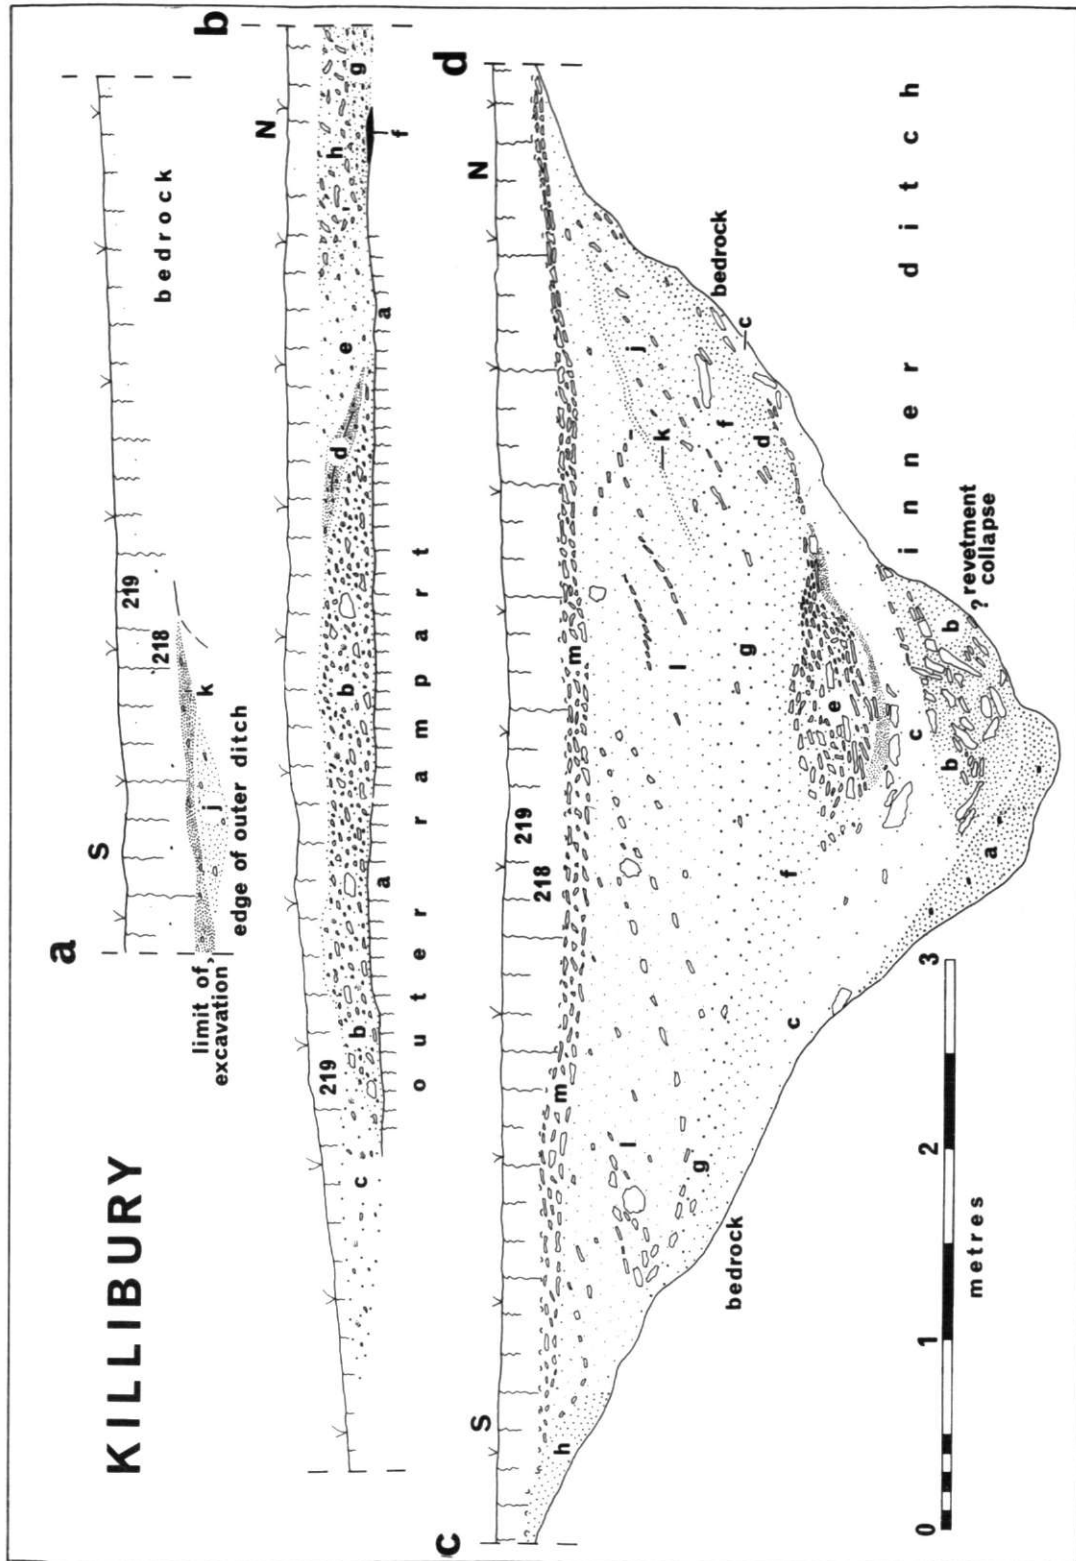 KILLIBURY
a
S
219
218
k
j
bedrock
limit of
excavation
edge of outer ditch
b
N
219
c
b
b
a
d
e
a
h
g
f
outer rampart
c
d
S
N
219
218
m
m
h
l
l
k
j
g
g
f
f
d
e
c
c
c
b
b
a
bedrock
bedrock
? revetment
collapse
inner ditch
0 1 2 3
metres